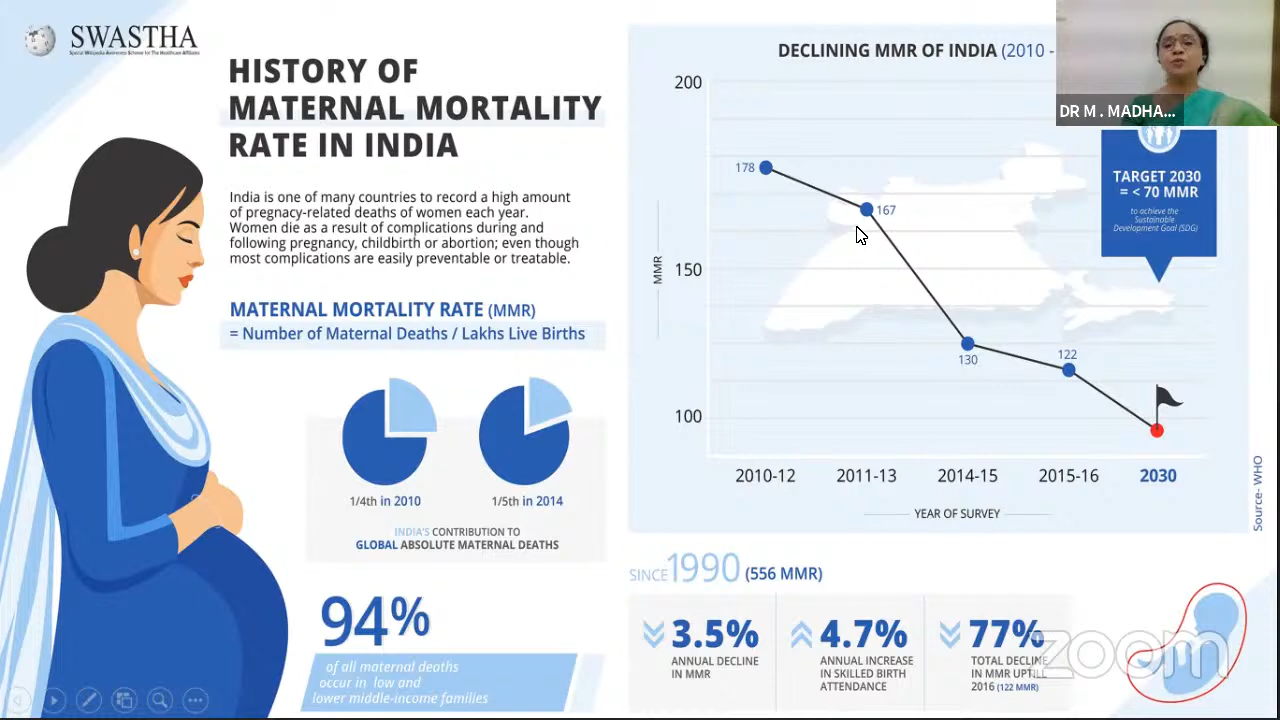 SWASTHA
Special Wikipedia Awareness Scheme for The Healthcare Affiliates
HISTORY OF
MATERNAL MORTALITY
RATE IN INDIA
India is one of many countries to record a high amount
of pregnacy-related deaths of women each year.
Women die as a result of complications during and
following pregnancy, childbirth or abortion; even though
most complications are easily preventable or treatable.
MATERNAL MORTALITY RATE (MMR)
= Number of Maternal Deaths / Lakhs Live Births
1/4th in 2010
1/5th in 2014
INDIA'S CONTRIBUTION TO
GLOBAL ABSOLUTE MATERNAL DEATHS
94%
of all maternal deaths
occur in low and
lower middle-income families
DECLINING MMR OF INDIA (2010 -
200
150
100
MMR
178
167
130
122
2010-12
2011-13
2014-15
2015-16
2030
YEAR OF SURVEY
TARGET 2030
= < 70 MMR
to achieve the
Sustainable
Development Goal (SDG)
Source- WHO
DR M . MADHA...
SINCE 1990 (556 MMR)
3.5%
ANNUAL DECLINE
IN MMR
4.7%
ANNUAL INCREASE
IN SKILLED BIRTH
ATTENDANCE
77%
TOTAL DECLINE
IN MMR UPTILL
2016 (122 MMR)
zoom